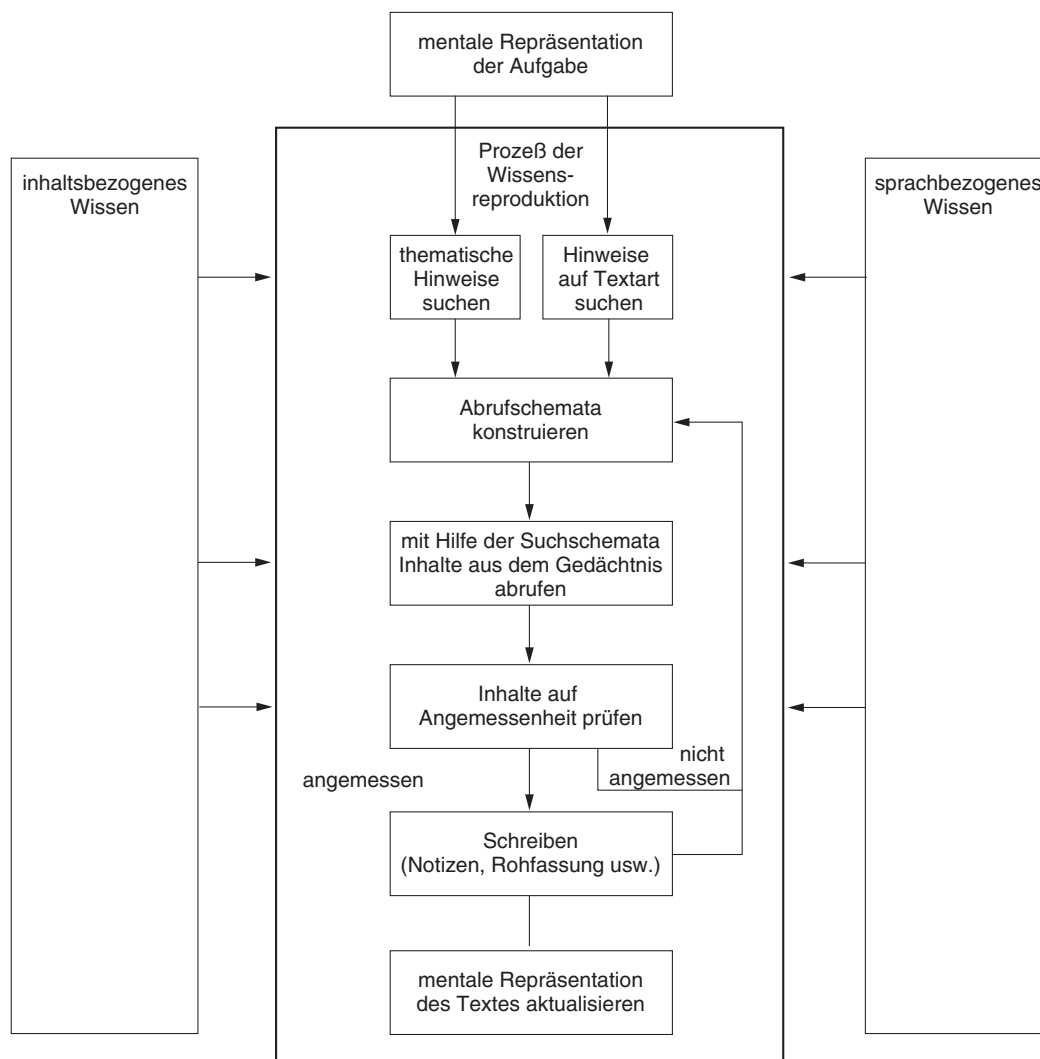 mentale Repräsentation
der Aufgabe
Prozeß der
Wissens-
reproduktion
inhaltsbezogenes
Wissen
sprachbezogenes
Wissen
thematische
Hinweise
suchen
Hinweise
auf Textart
suchen
Abrufschemata
konstruieren
mit Hilfe der Suchschemata
Inhalte aus dem Gedächtnis
abrufen
Inhalte auf
Angemessenheit prüfen
angemessen
nicht
angemessen
Schreiben
(Notizen, Rohfassung usw.)
mentale Repräsentation
des Textes aktualisieren